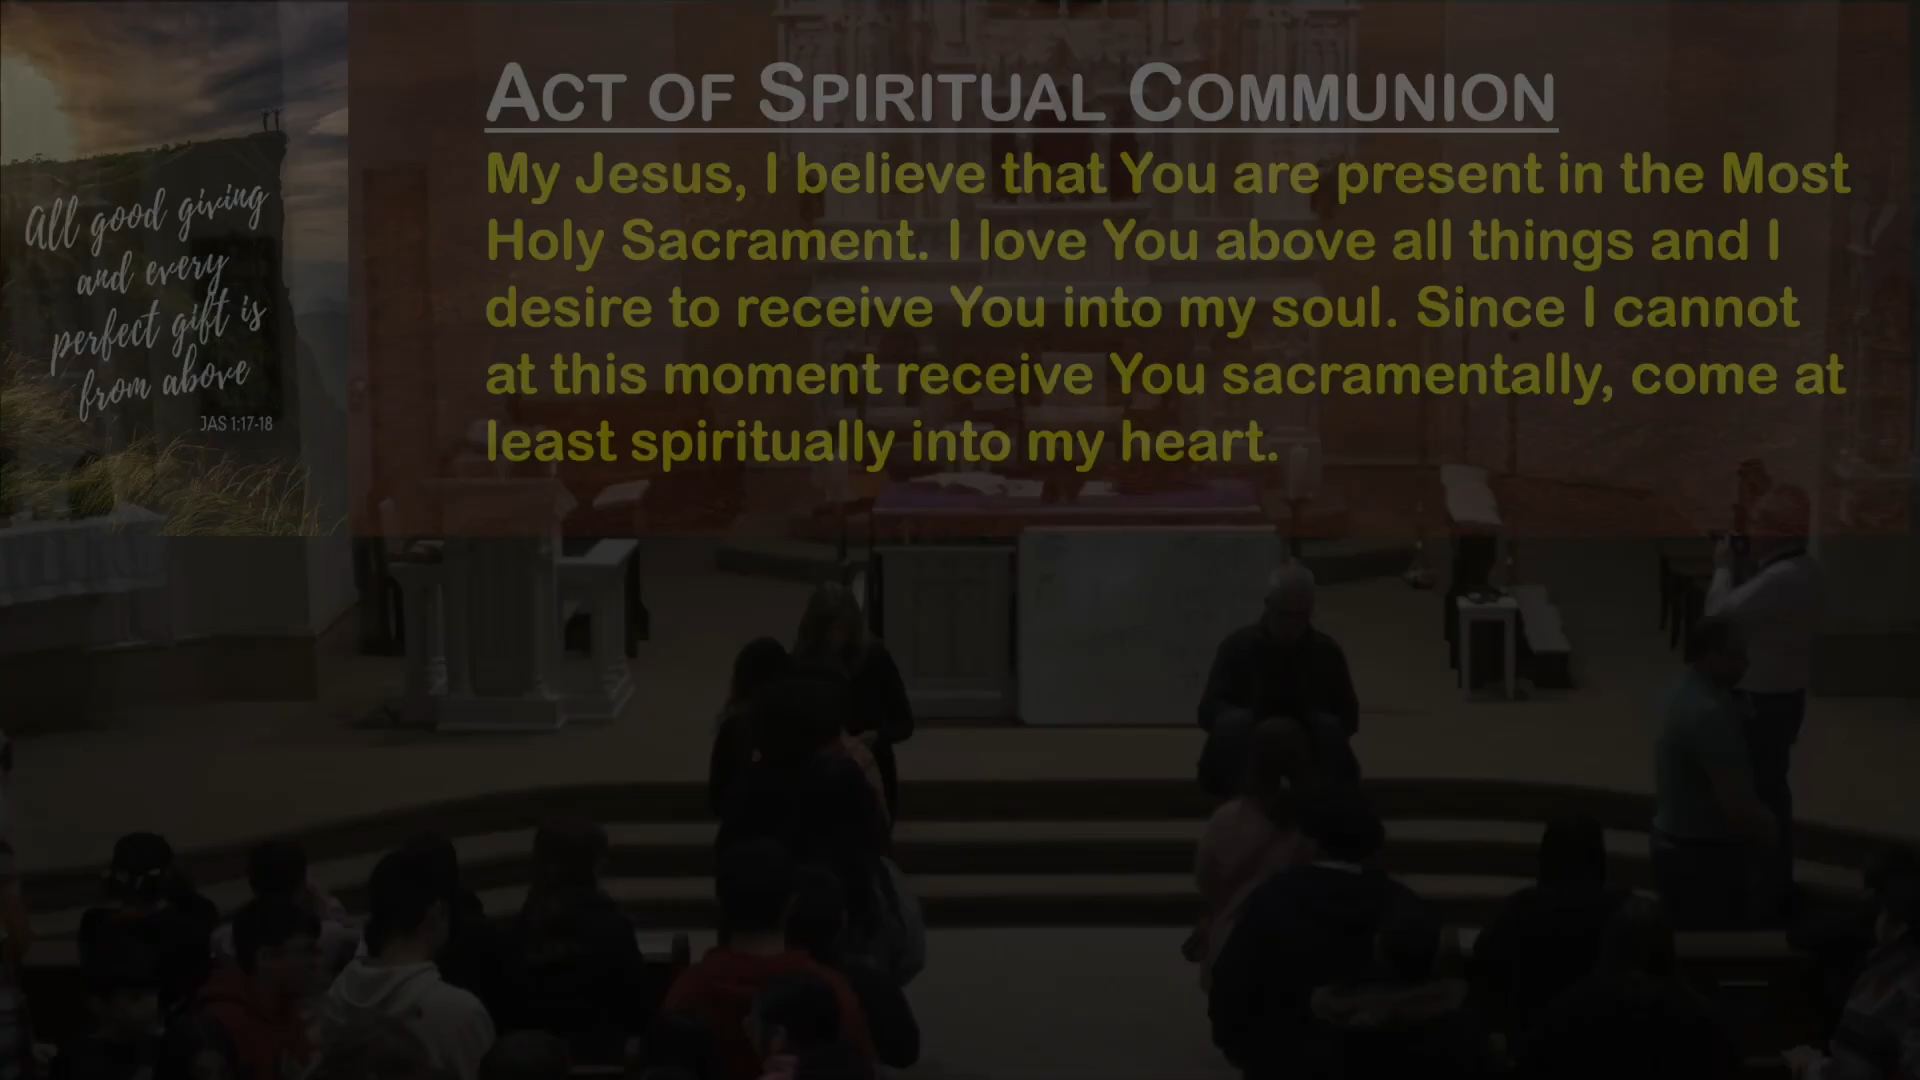 All good giving
and every
perfect gift is
from above
JAS 1:17-18
ACT OF SPIRITUAL COMMUNION
My Jesus, I believe that You are present in the Most
Holy Sacrament. I love You above all things and I
desire to receive You into my soul. Since I cannot
at this moment receive You sacramentally, come at
least spiritually into my heart.